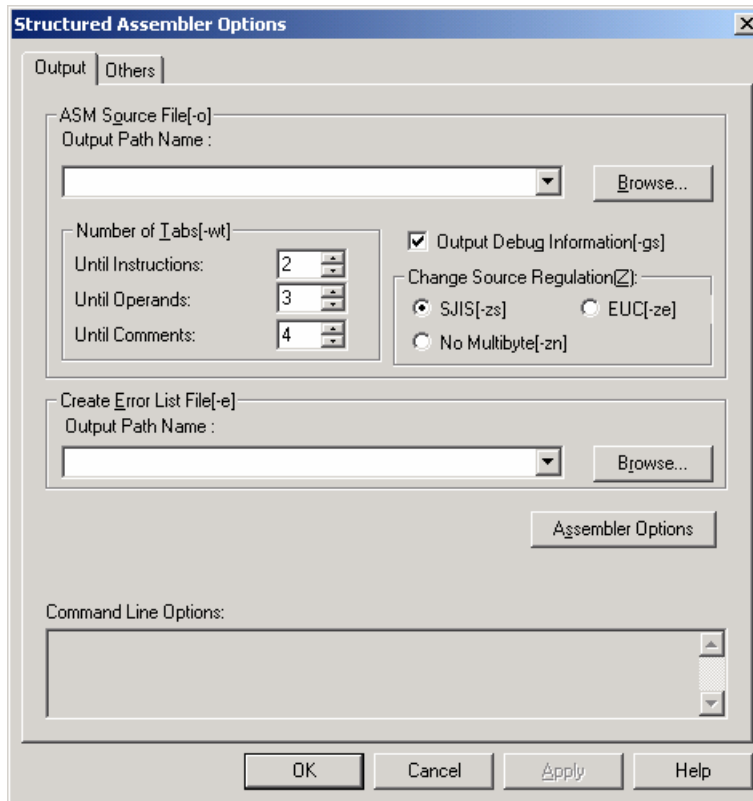 Structured Assembler Options
Output
Others
ASM Source File[-o]
Output Path Name :
Browse...
Number of Tabs[-wt]
Until Instructions: 2
Until Operands: 3
Until Comments: 4
Output Debug Information[-gs]
Change Source Regulation(Z):
SJIS[-zs]
EUC[-ze]
No Multibyte[-zn]
Create Error List File[-e]
Output Path Name :
Browse...
Assembler Options
Command Line Options:
OK
Cancel
Apply
Help